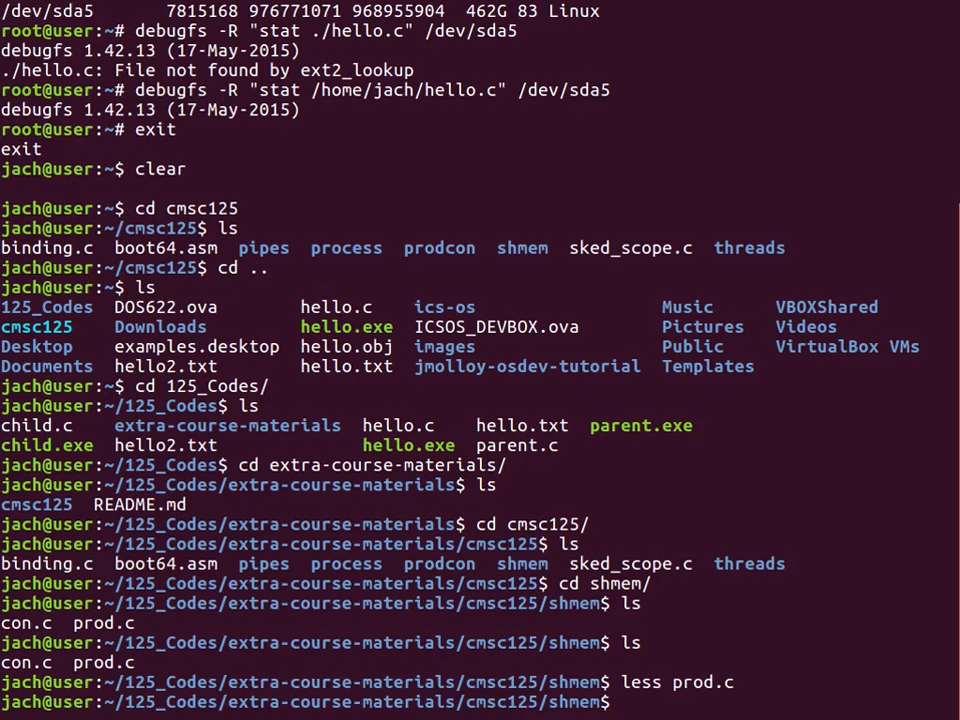 /dev/sda5       7815168 976771071 968955904  462G 83 Linux
root@user:~# debugfs -R "stat ./hello.c" /dev/sda5
debugfs 1.42.13 (17-May-2015)
./hello.c: File not found by ext2_lookup
root@user:~# debugfs -R "stat /home/jach/hello.c" /dev/sda5
debugfs 1.42.13 (17-May-2015)
root@user:~# exit
exit
jach@user:~$ clear
jach@user:~$ cd cmsc125
jach@user:~/cmsc125$ ls
binding.c  boot64.asm  pipes  process  prodcon  shmem  sked_scope.c  threads
jach@user:~/cmsc125$ cd ..
jach@user:~$ ls
125_Codes  DOS622.ova        hello.c    ics-os                 Music      VBOXShared
cmsc125    Downloads         hello.exe  ICSOS_DEVBOX.ova       Pictures   Videos
Desktop    examples.desktop  hello.obj  images                 Public     VirtualBox VMs
Documents  hello2.txt        hello.txt  jmolloy-osdev-tutorial  Templates
jach@user:~$ cd 125_Codes/
jach@user:~/125_Codes$ ls
child.c    extra-course-materials  hello.c    hello.txt  parent.exe
child.exe  hello2.txt              hello.exe  parent.c
jach@user:~/125_Codes$ cd extra-course-materials/
jach@user:~/125_Codes/extra-course-materials$ ls
cmsc125  README.md
jach@user:~/125_Codes/extra-course-materials$ cd cmsc125/
jach@user:~/125_Codes/extra-course-materials/cmsc125$ ls
binding.c  boot64.asm  pipes  process  prodcon  shmem  sked_scope.c  threads
jach@user:~/125_Codes/extra-course-materials/cmsc125$ cd shmem/
jach@user:~/125_Codes/extra-course-materials/cmsc125/shmem$ ls
con.c  prod.c
jach@user:~/125_Codes/extra-course-materials/cmsc125/shmem$ ls
con.c  prod.c
jach@user:~/125_Codes/extra-course-materials/cmsc125/shmem$ less prod.c
jach@user:~/125_Codes/extra-course-materials/cmsc125/shmem$